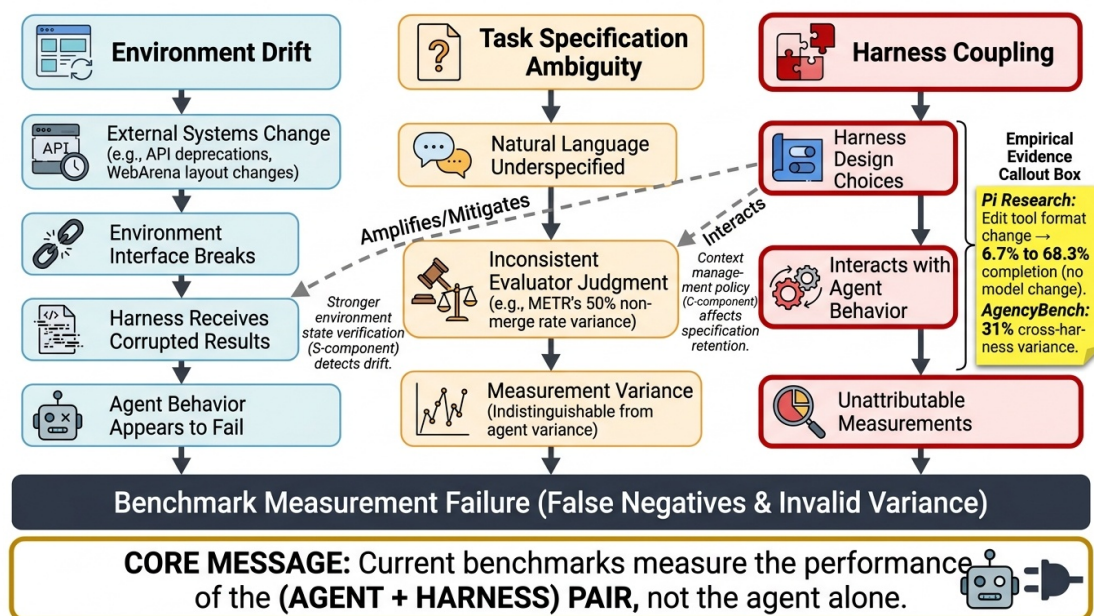 Environment Drift
External Systems Change
(e.g., API deprecations,
WebArena layout changes)
API
Environment
Interface Breaks
Harness Receives
Corrupted Results
Agent Behavior
Appears to Fail
Task Specification
Ambiguity
Natural Language
Underspecified
Amplifies/Mitigates
Inconsistent
Evaluator Judgment
(e.g., METR's 50% non-
merge rate variance)
Stronger
environment
state verification
(S-component)
detects drift.
Measurement Variance
(Indistinguishable from
agent variance)
Harness Coupling
Harness
Design
Choices
Interacts
Context
manage-
ment policy
(C-component)
affects
specification
retention.
Interacts with
Agent
Behavior
Unattributable
Measurements
Empirical
Evidence
Callout Box
Pi Research:
Edit tool format
change →
6.7% to 68.3%
completion (no
model change).
AgencyBench:
31% cross-har-
ness variance.
Benchmark Measurement Failure (False Negatives & Invalid Variance)
CORE MESSAGE: Current benchmarks measure the performance
of the (AGENT + HARNESS) PAIR, not the agent alone.